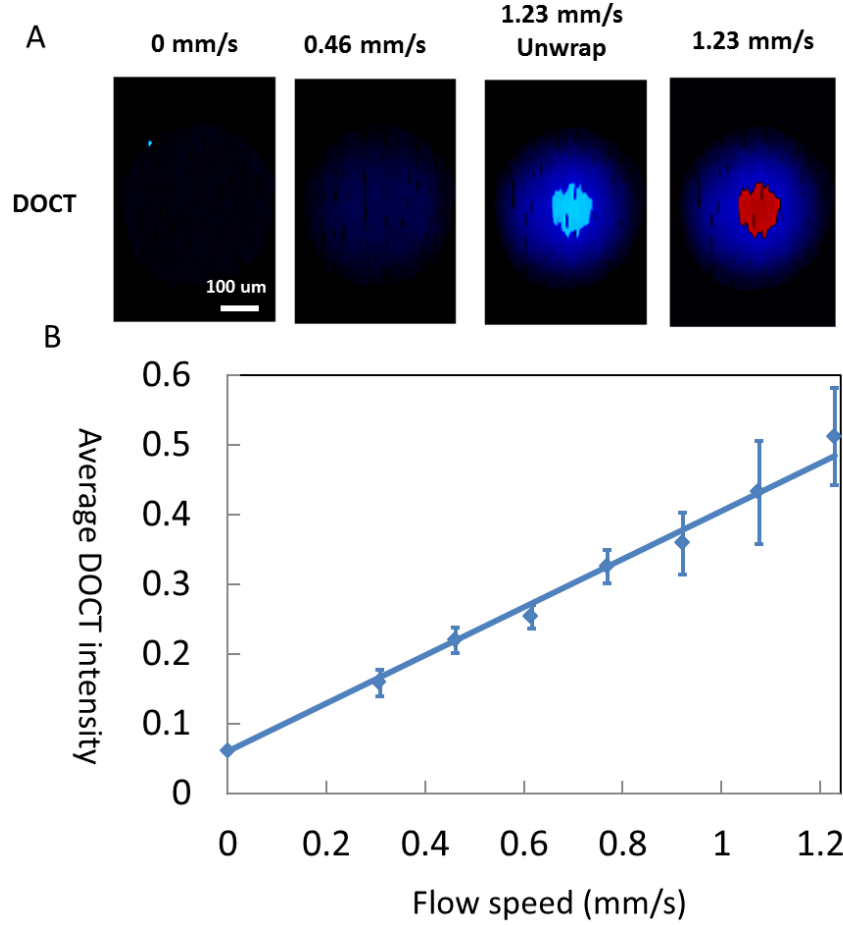 A
0 mm/s
0.46 mm/s
1.23 mm/s
Unwrap
1.23 mm/s
DOCT
100 um
B
0.6
0.5
0.4
0.3
0.2
0.1
0
Average DOCT intensity
0
0.2
0.4
0.6
0.8
1
1.2
Flow speed (mm/s)